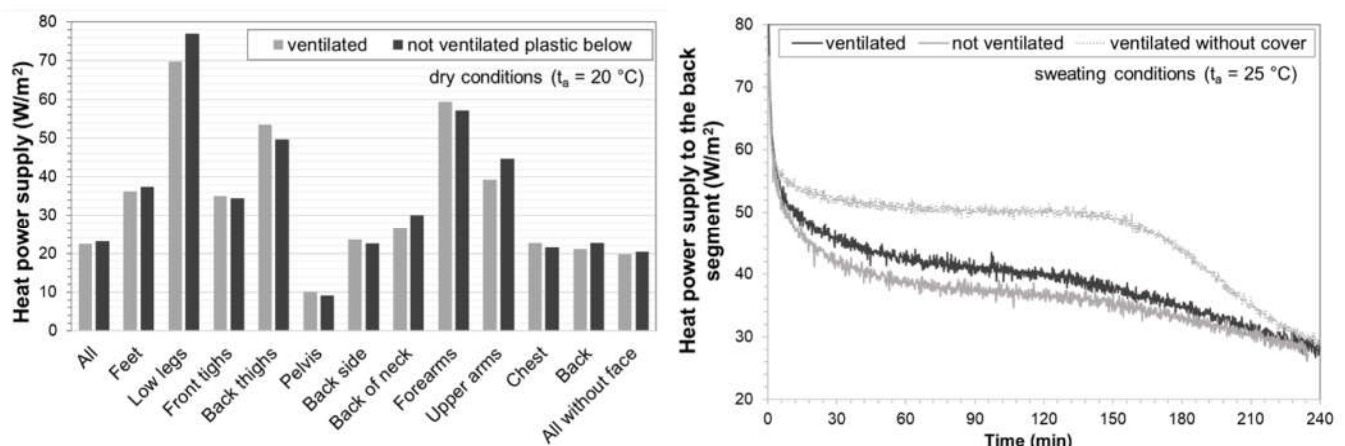 Heat power supply (W/m²)
80
70
60
50
40
30
20
10
0
ventilated
not ventilated plastic below
dry conditions (tₐ = 20 °C)
All
Feet
Low legs
Front tighs
Back thighs
Pelvis
Back side
Back of neck
Forearms
Upper arms
Chest
Back
All without face
Heat power supply to the back
segment (W/m²)
80
70
60
50
40
30
20
ventilated
not ventilated
ventilated without cover
sweating conditions (tₐ = 25 °C)
0
30
60
90
120
150
180
210
240
Time (min)